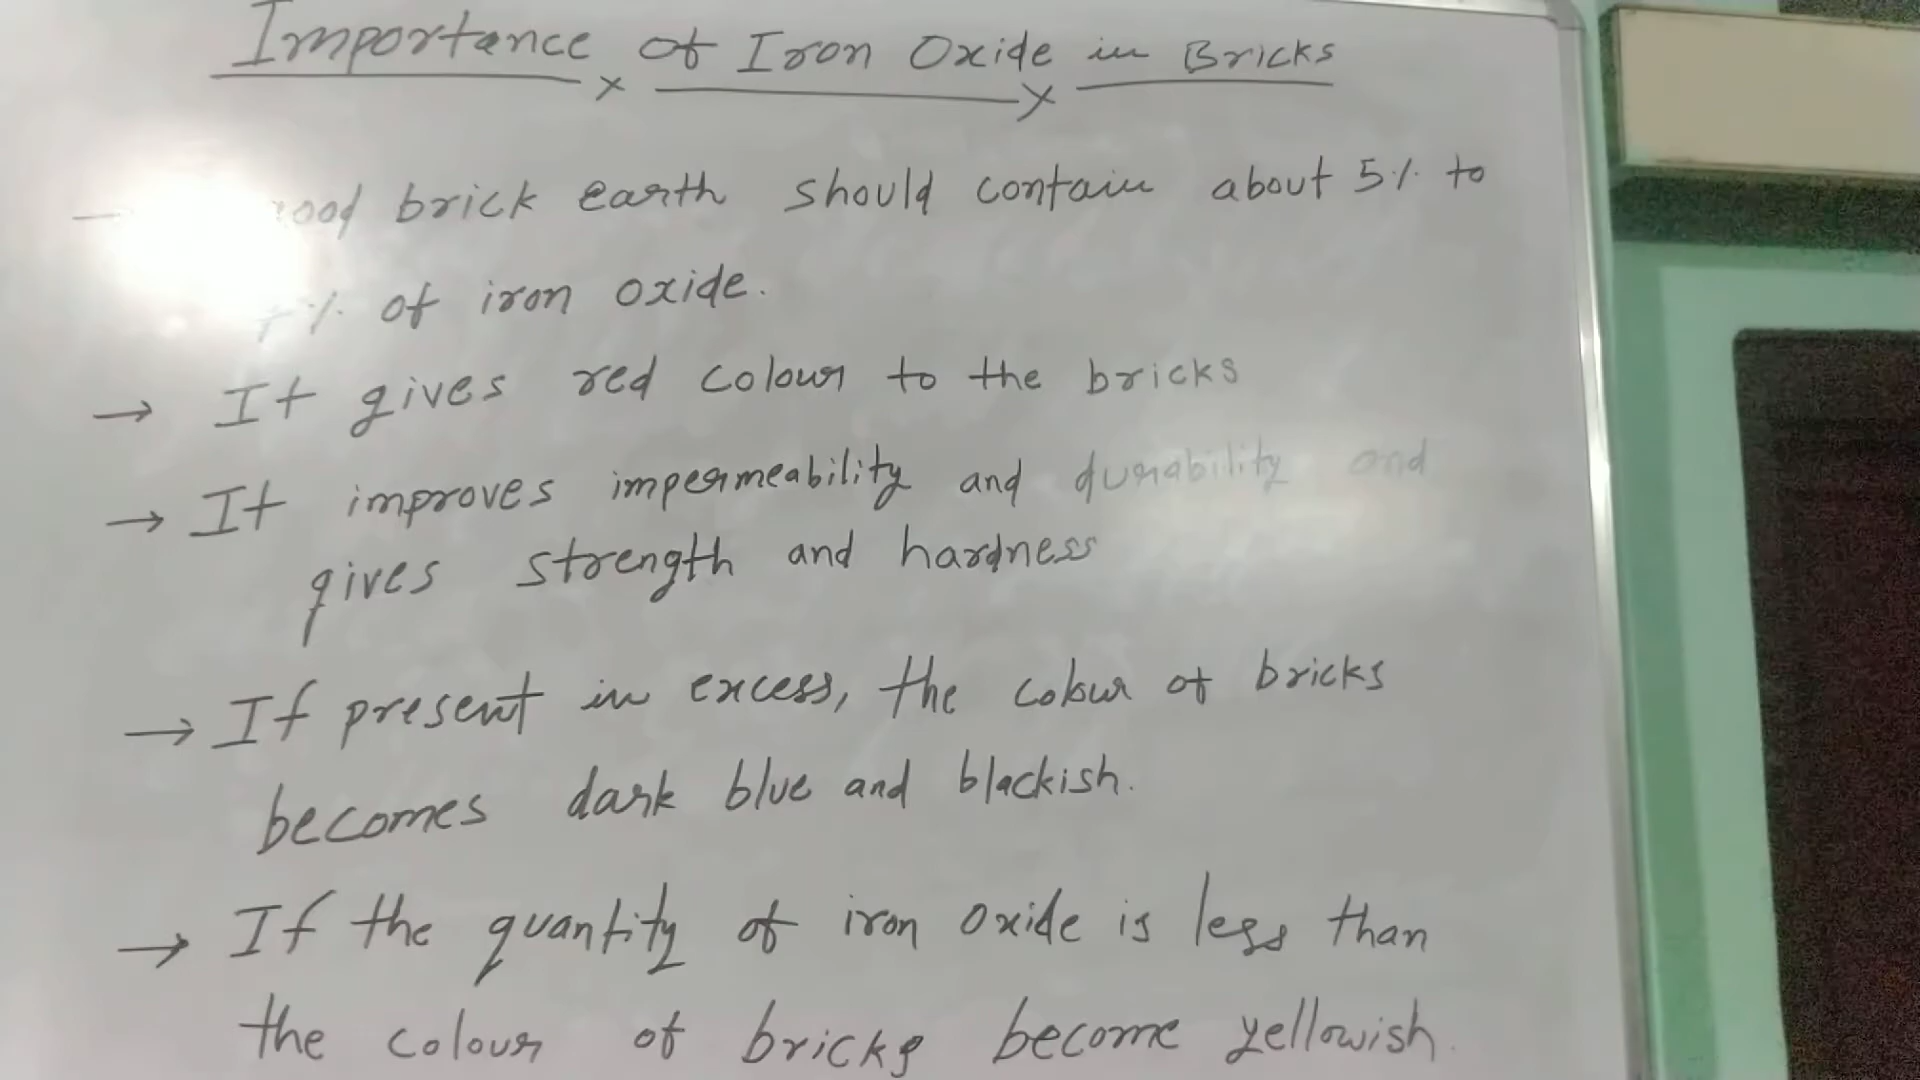 Importance of Iron Oxide in Bricks
brick earth should contain about 5% to
% of iron oxide.
→ It gives red colour to the bricks
→ It improves impermeability and durability and
gives strength and hardness
→ If present in excess, the colour of bricks
becomes dark blue and blackish.
→ If the quantity of iron oxide is less than
the colour of bricks become yellowish.